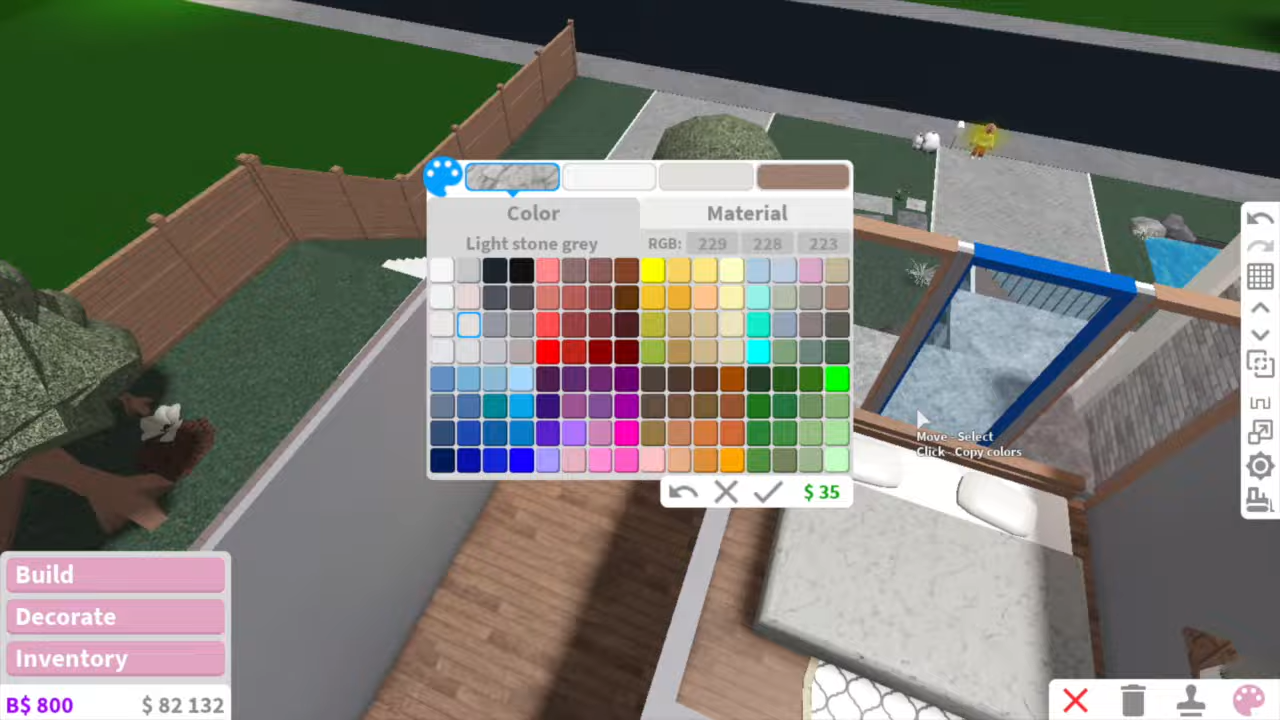 Color
Material
Light stone grey
RGB: 229 228 223
Move - Select
Click - Copy colors
$ 35
Build
Decorate
Inventory
B$ 800
$ 82 132